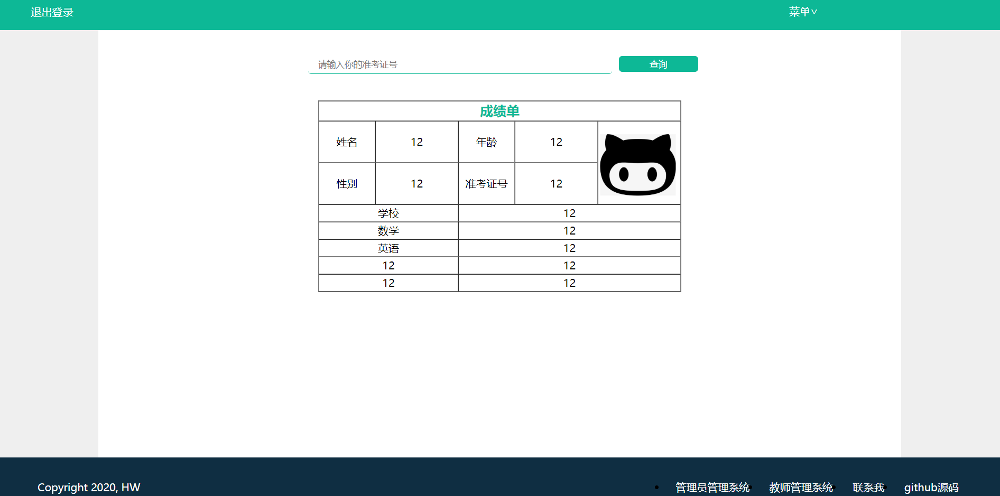 退出登录 菜单˅
请输入你的准考证号 查询
成绩单
姓名 12 年龄 12
性别 12 准考证号 12
学校 12
数学 12
英语 12
12 12
12 12
Copyright 2020, HW • 管理员管理系统 • 教师管理系统 • 联系我 • github源码